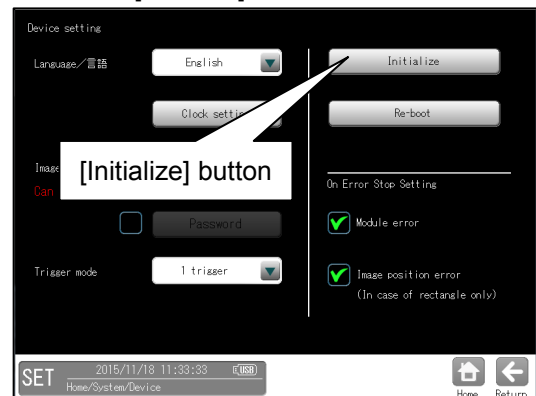 Device setting
Language／言語
English
Initialize
Clock setti
Re-boot
[Initialize] button
Image
Can
On Error Stop Setting
Password
Module error
Trigger mode
1 trigger
Image position error
(In case of rectangle only)
SET
2015/11/18 11:33:33
(USB)
Home/System/Device
Home
Return